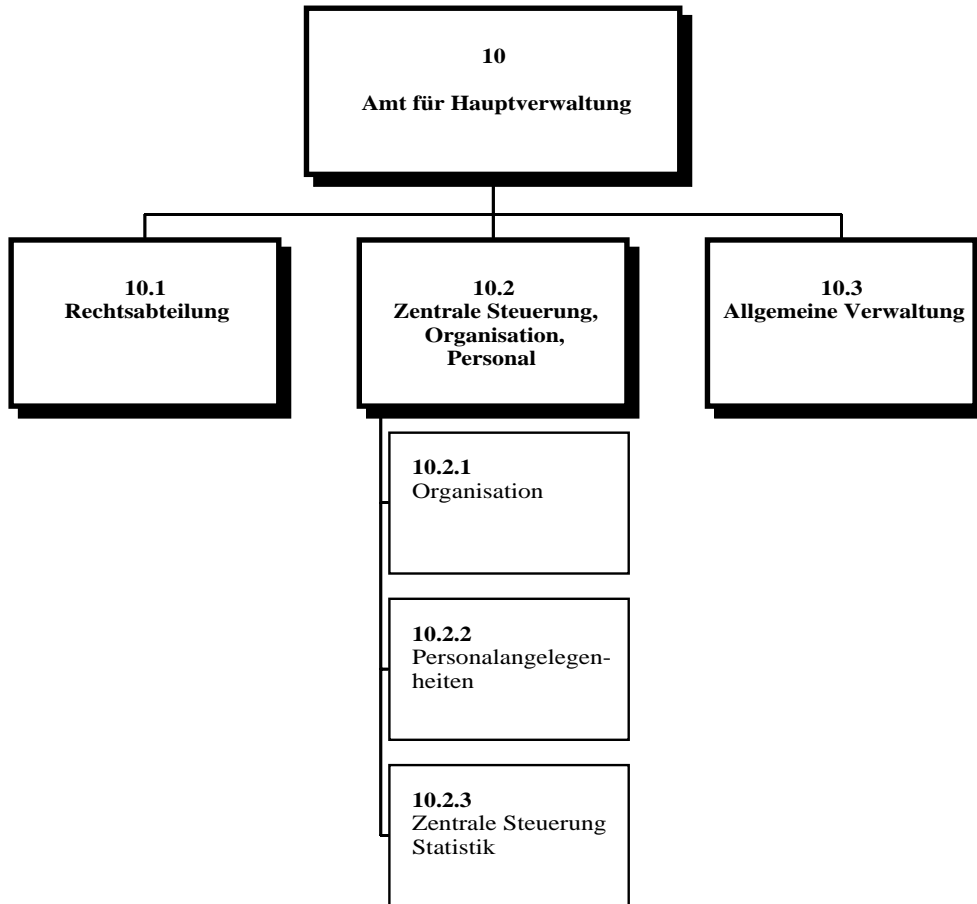 10
Amt für Hauptverwaltung
10.1
Rechtsabteilung
10.2
Zentrale Steuerung,
Organisation,
Personal
10.3
Allgemeine Verwaltung
10.2.1
Organisation
10.2.2
Personalangelegen-
heiten
10.2.3
Zentrale Steuerung
Statistik